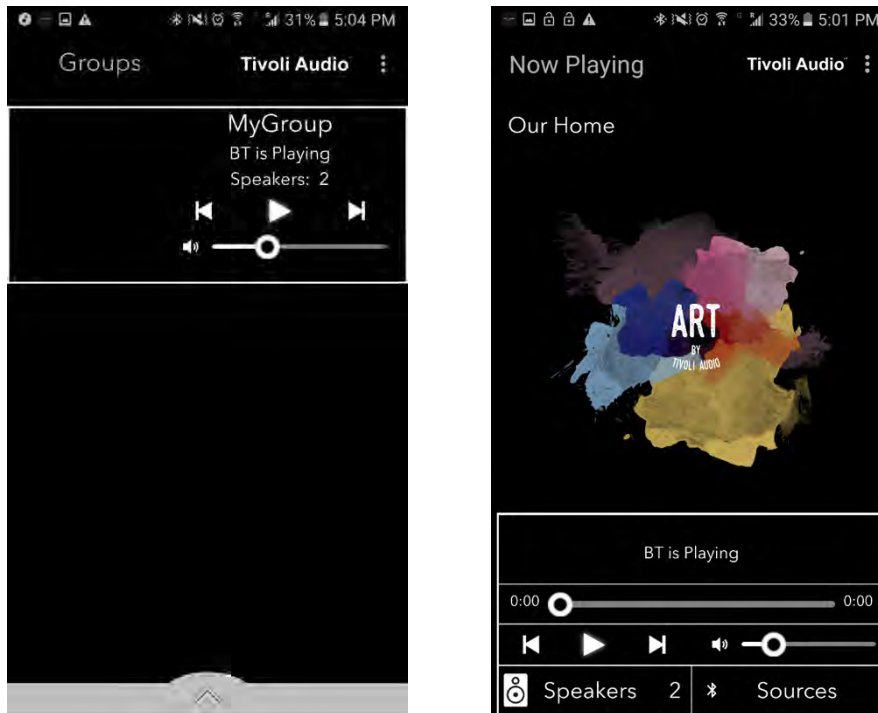 31% 5:04 PM
Groups Tivoli Audio
MyGroup
BT is Playing
Speakers: 2
33% 5:01 PM
Now Playing Tivoli Audio
Our Home
ART
BY
TIVOLI AUDIO
BT is Playing
0:00 0:00
Speakers 2 Sources